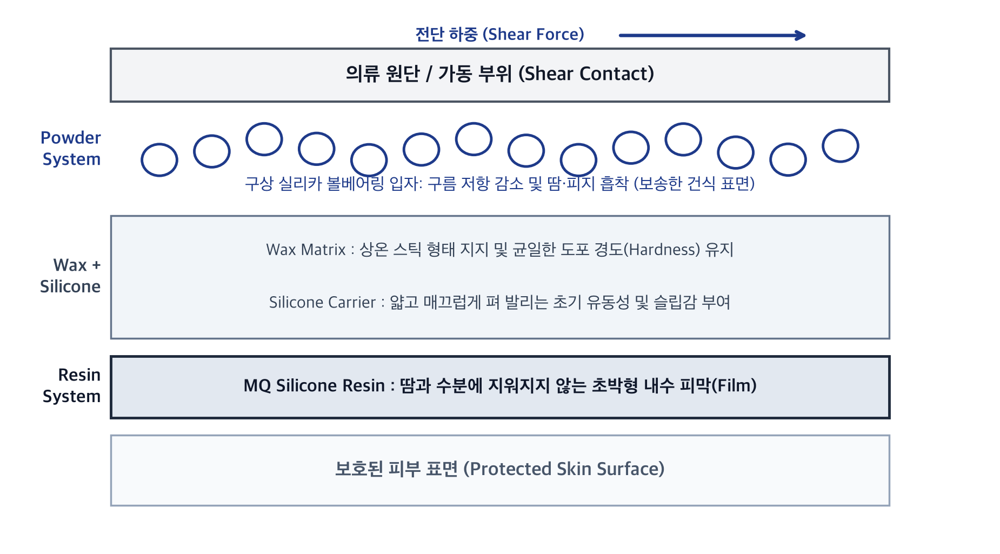 전단 하중 (Shear Force)
의류 원단 / 가동 부위 (Shear Contact)
Powder
System
구상 실리카 볼베어링 입자: 구름 저항 감소 및 땀·피지 흡착 (보송한 건식 표면)
Wax +
Silicone
Wax Matrix : 상온 스틱 형태 지지 및 균일한 도포 경도(Hardness) 유지
Silicone Carrier : 얇고 매끄럽게 펴 발리는 초기 유동성 및 슬립감 부여
Resin
System
MQ Silicone Resin : 땀과 수분에 지워지지 않는 초박형 내수 피막(Film)
보호된 피부 표면 (Protected Skin Surface)